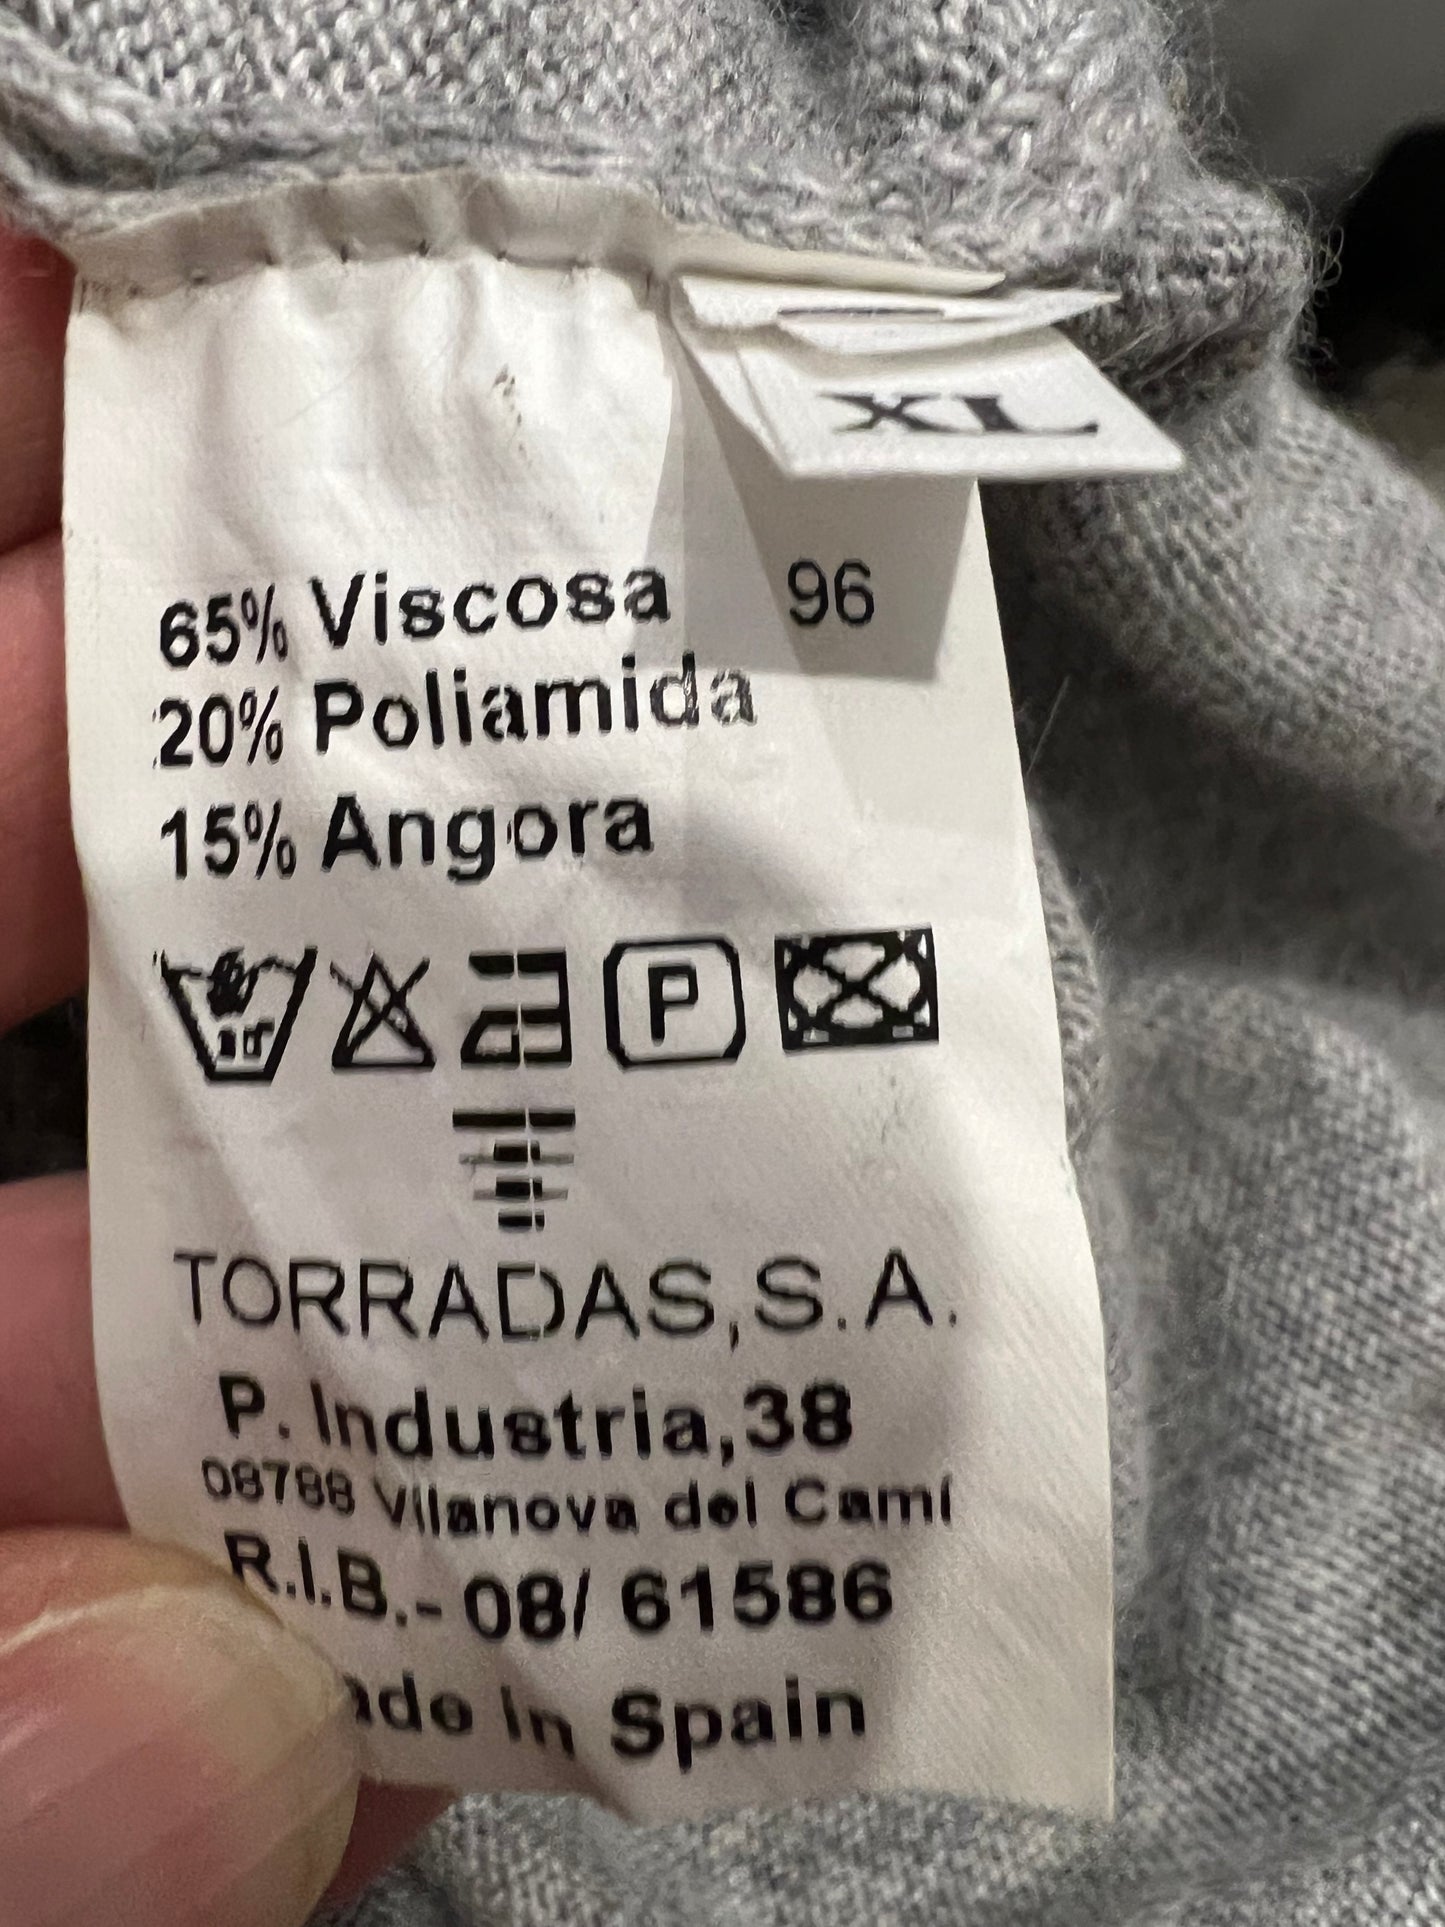 XL
65% Viscosa 96
20% Poliamida
15% Angora
P
TORRADAS,S.A.
P. Industria,38
08788 Vilanova del Camí
R.I.B.- 08/ 61586
ade in Spain